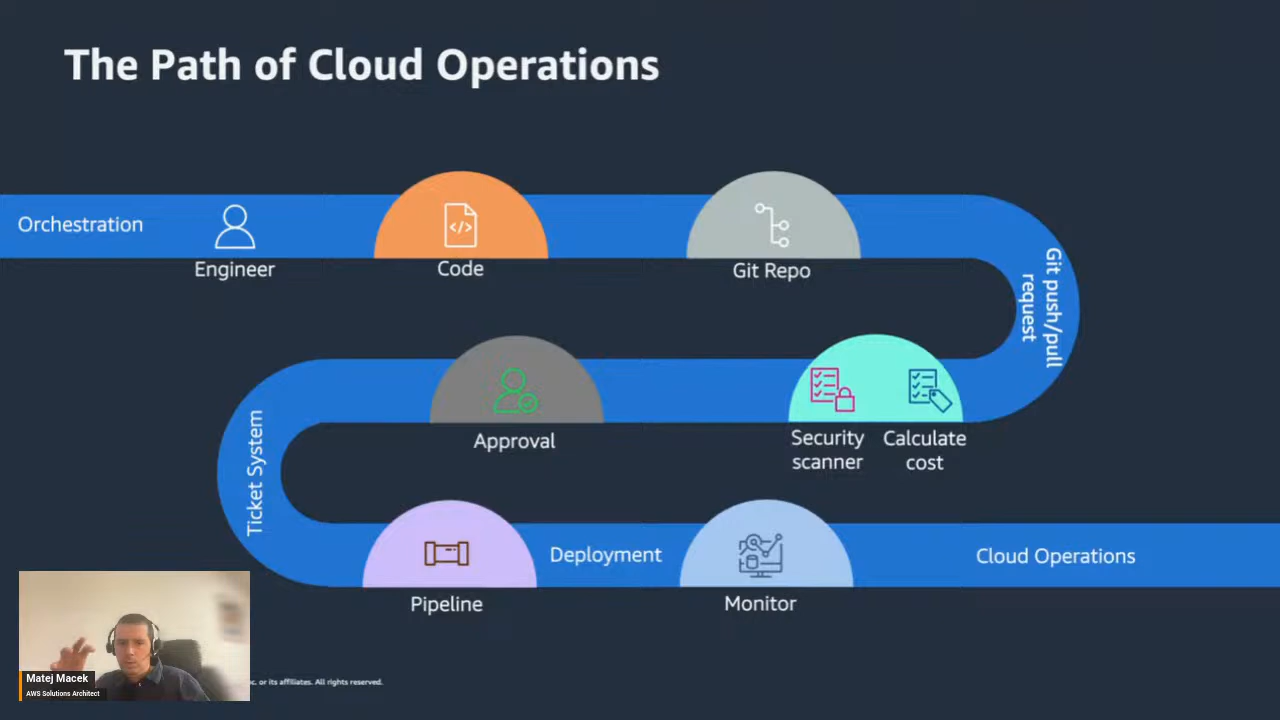 The Path of Cloud Operations
Orchestration
Engineer
</>
Code
Git Repo
Git push/pull
request
Security
scanner
Calculate
cost
Approval
Ticket System
Pipeline
Deployment
Monitor
Cloud Operations
Matej Macek
AWS Solutions Architect
or its affiliates. All rights reserved.